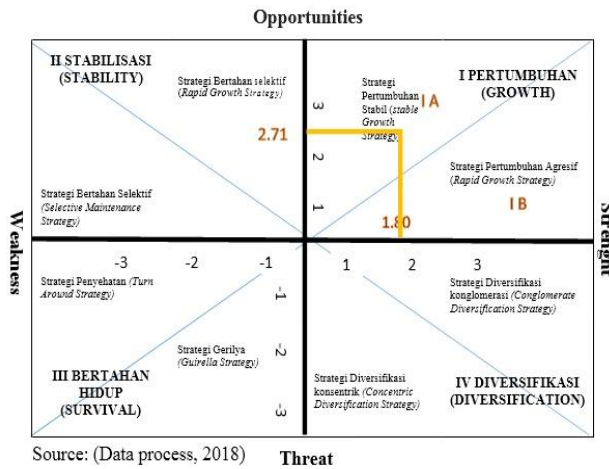 Opportunities
II STABILISASI
(STABILITY)
Strategi Bertahan selektif
(Rapid Growth Strategy)
Strategi
Pertumbuhan
Stabil (stable
Growth
Strategy)
I A
I PERTUMBUHAN
(GROWTH)
3
2.71
2
Strategi Pertumbuhan Agresif
(Rapid Growth Strategy)
Strategi Bertahan Selektif
(Selective Maintenance
Strategy)
1
1.80
I B
Weakness
Strenght
-3
-2
-1
1
2
3
Strategi Penyehatan (Turn
Around Strategy)
-1
Strategi Diversifikasi
konglomerasi (Conglomerate
Diversification Strategy)
-2
Strategi Gerilya
(Guirella Strategy)
III BERTAHAN
HIDUP
(SURVIVAL)
-3
Strategi Diversifikasi
konsentrik (Concentric
Diversification Strategy)
IV DIVERSIFIKASI
(DIVERSIFICATION)
Source: (Data process, 2018)
Threat